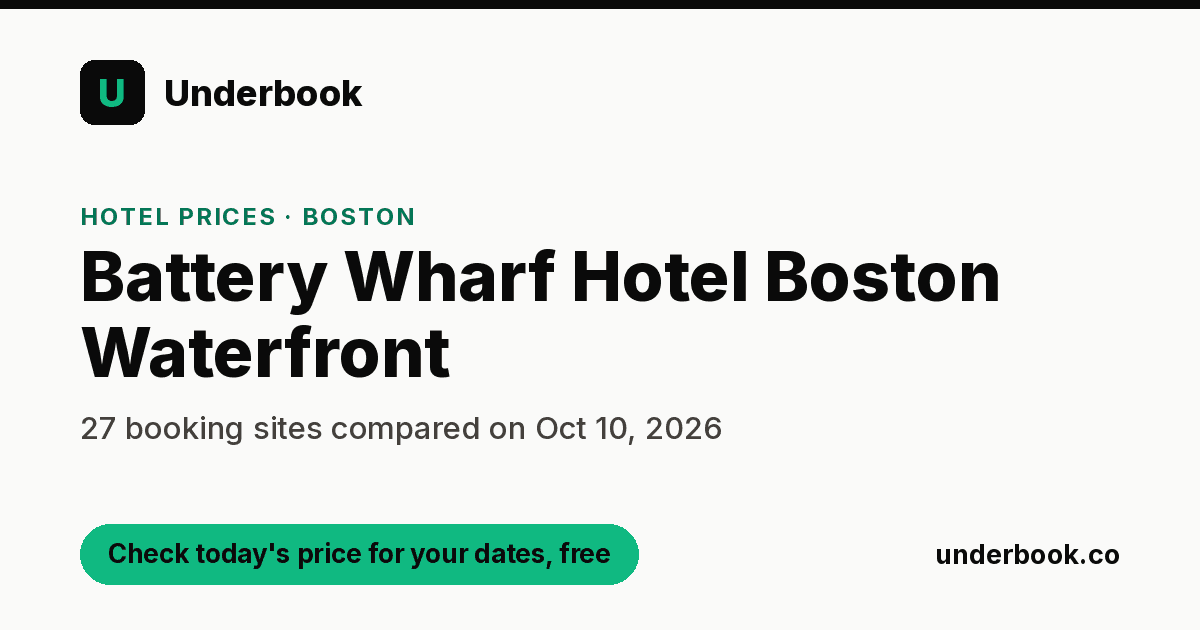 U Underbook
HOTEL PRICES · BOSTON
Battery Wharf Hotel Boston
Waterfront
27 booking sites compared on Oct 10, 2026
Check today's price for your dates, free
underbook.co